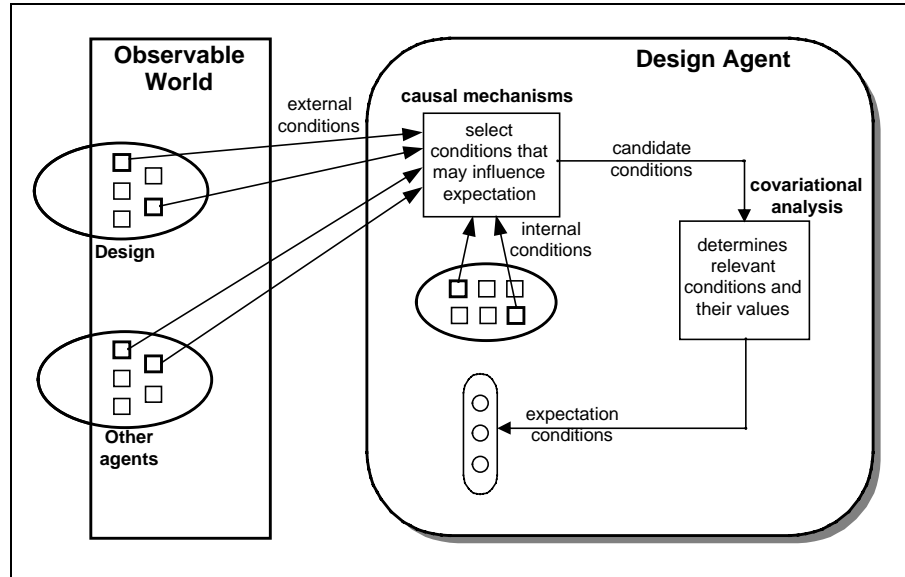 Observable
World
Design Agent
external
conditions
causal mechanisms
select
conditions that
may influence
expectation
candidate
conditions
covariational
analysis
Design
internal
conditions
determines
relevant
conditions and
their values
expectation
conditions
Other
agents